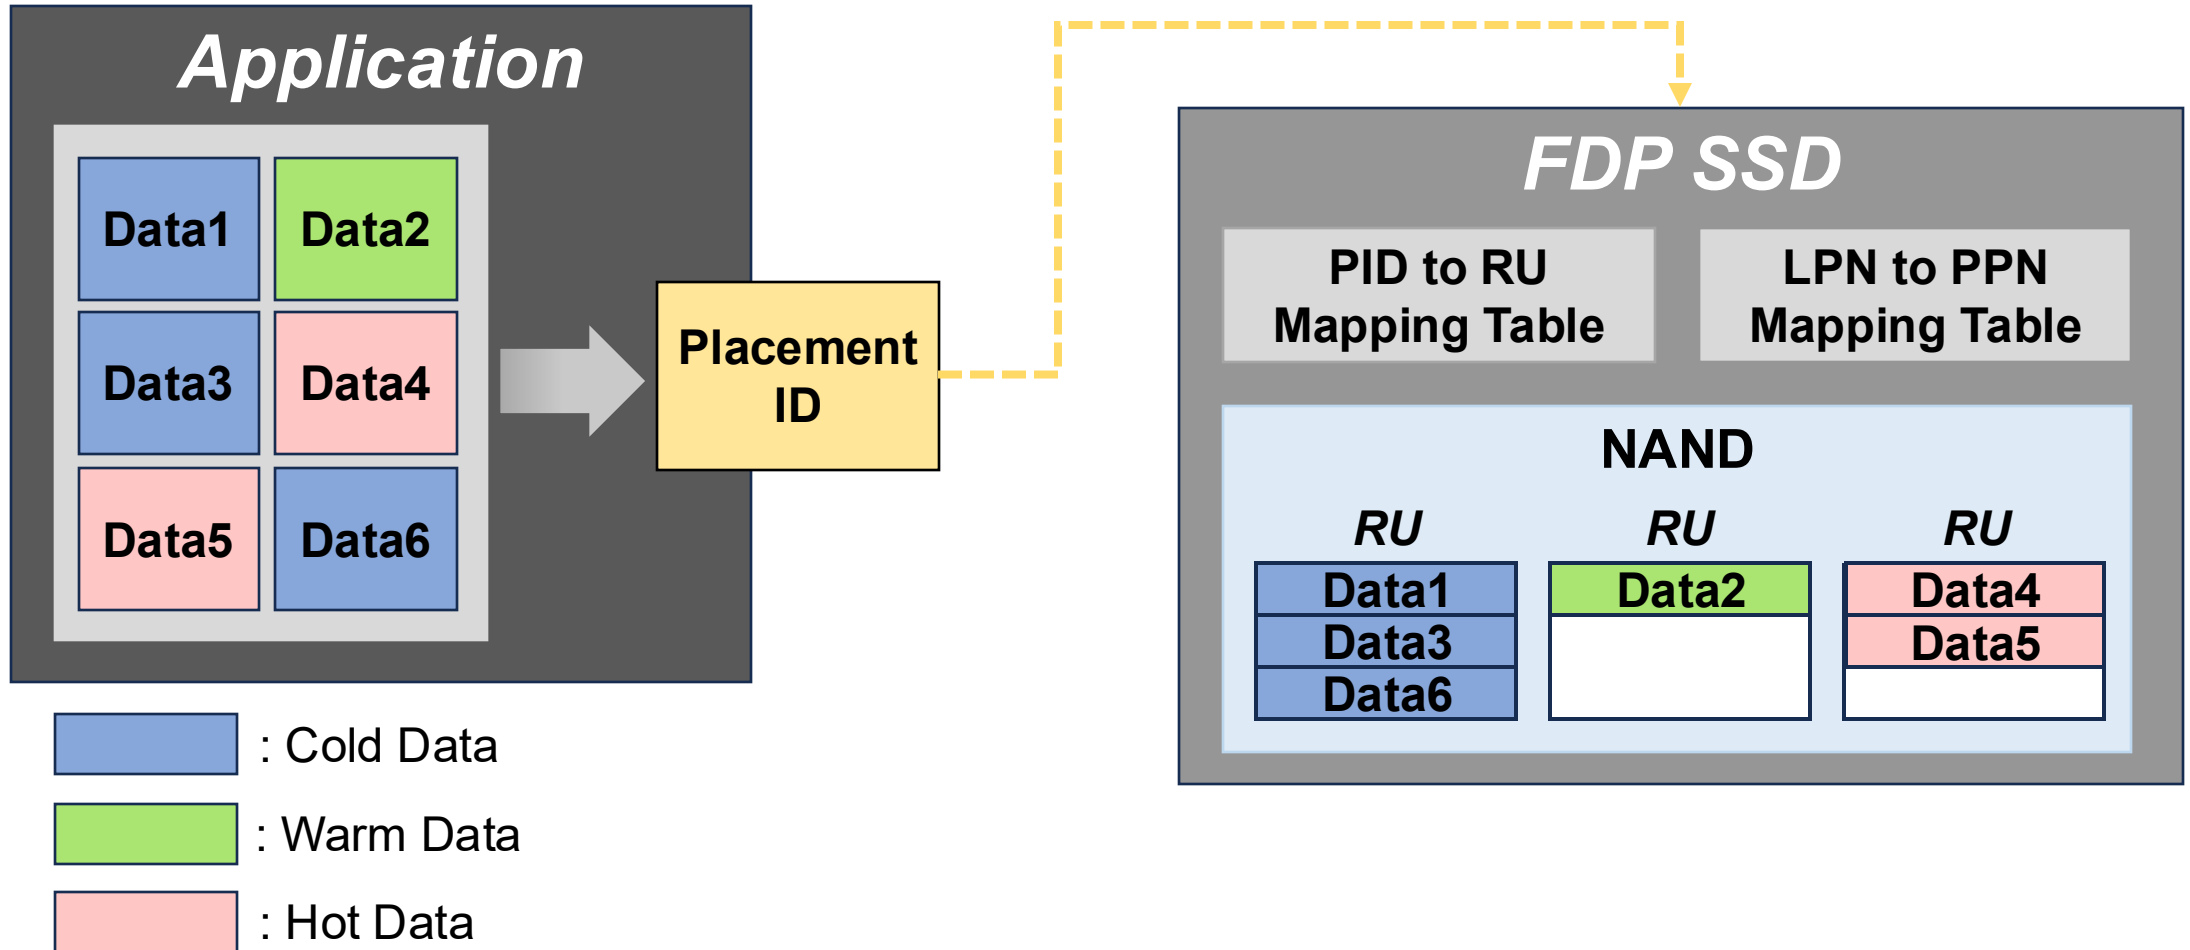 Application
Data1
Data2
Data3
Data4
Data5
Data6
Placement
ID
: Cold Data
: Warm Data
: Hot Data
FDP SSD
PID to RU
Mapping Table
LPN to PPN
Mapping Table
NAND
RU
RU
RU
Data1
Data2
Data4
Data3
Data5
Data6